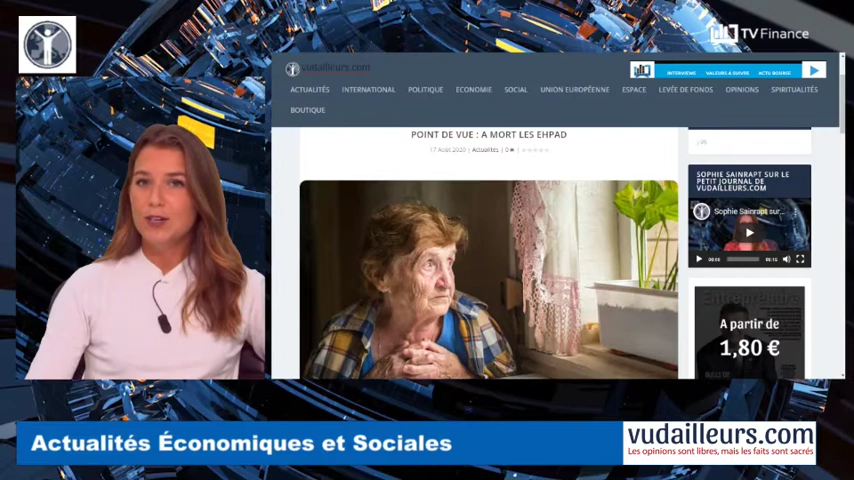 TV Finance
vudailleurs.com
INTERVIEWS VALEURS À SUIVRE ACTU BOURSE
ACTUALITÉS INTERNATIONAL POLITIQUE ECONOMIE SOCIAL UNION EUROPÉENNE ESPACE LEVÉE DE FONDS OPINIONS SPIRITUALITÉS
BOUTIQUE
POINT DE VUE : A MORT LES EHPAD
17 Août 2020 | Actualités | 0
SOPHIE SAINRAPT SUR LE
PETIT JOURNAL DE
VUDAILLEURS.COM
Sophie Sainrapt sur...
00:00
Entreprendre
A partir de
1,80 €
Actualités Économiques et Sociales
vudailleurs.com
Les opinions sont libres, mais les faits sont sacrés